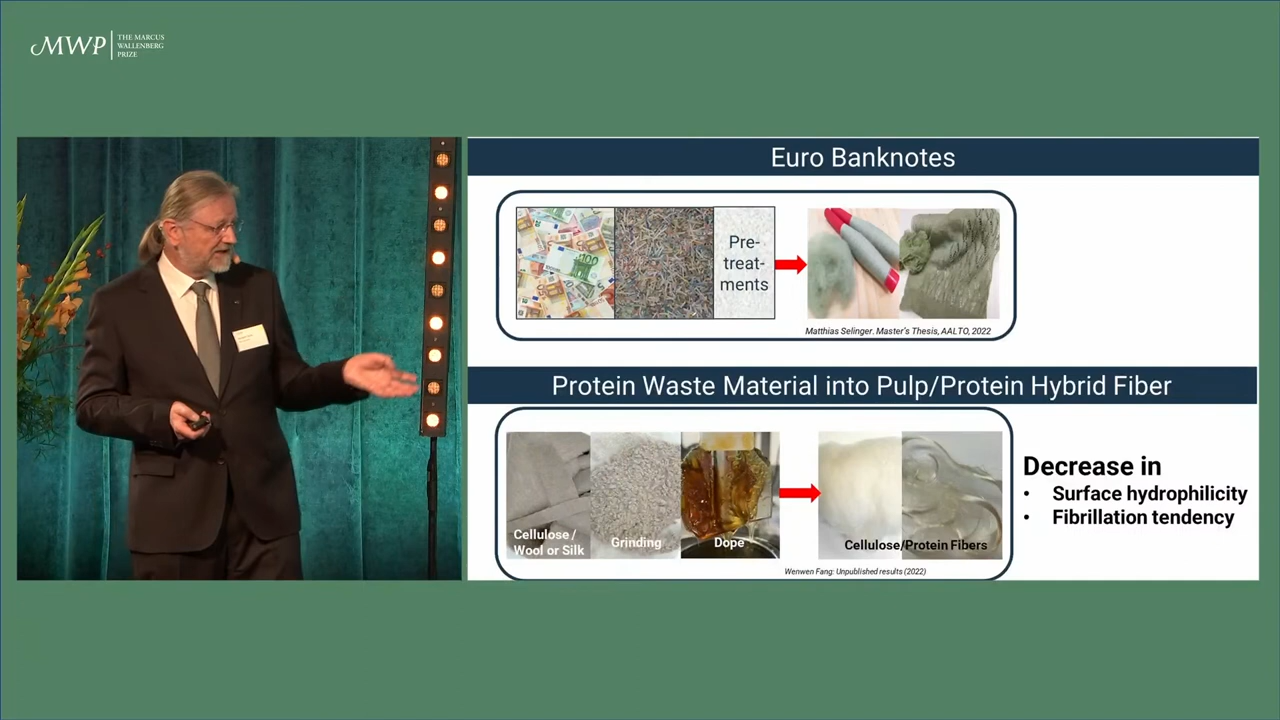 MWP
THE MARCUS
WALLENBERG
PRIZE
Euro Banknotes
Pre-
treat-
ments
Matthias Selinger. Master's Thesis, AALTO, 2022
Protein Waste Material into Pulp/Protein Hybrid Fiber
Cellulose /
Wool or Silk
Grinding
Dope
Cellulose/Protein Fibers
Wenwen Fang: Unpublished results (2022)
Decrease in
• Surface hydrophilicity
• Fibrillation tendency